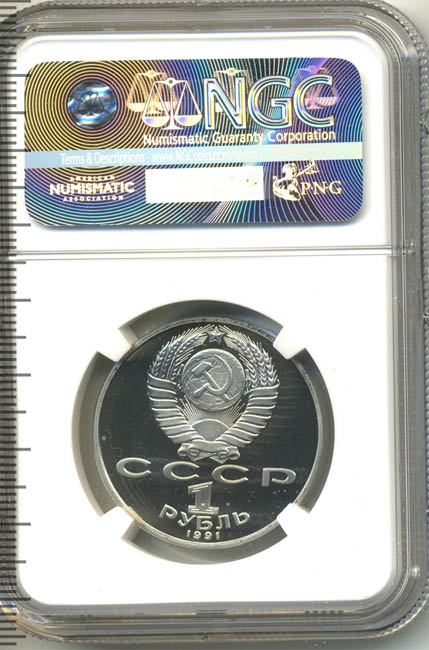 NGC
Numismatic Guaranty Corporation
Terms & Descriptions - www.NGCcoin.com
AMERICAN
NUMISMATIC
ASSOCIATION
PNG
СССР
1
РУБЛЬ
1991